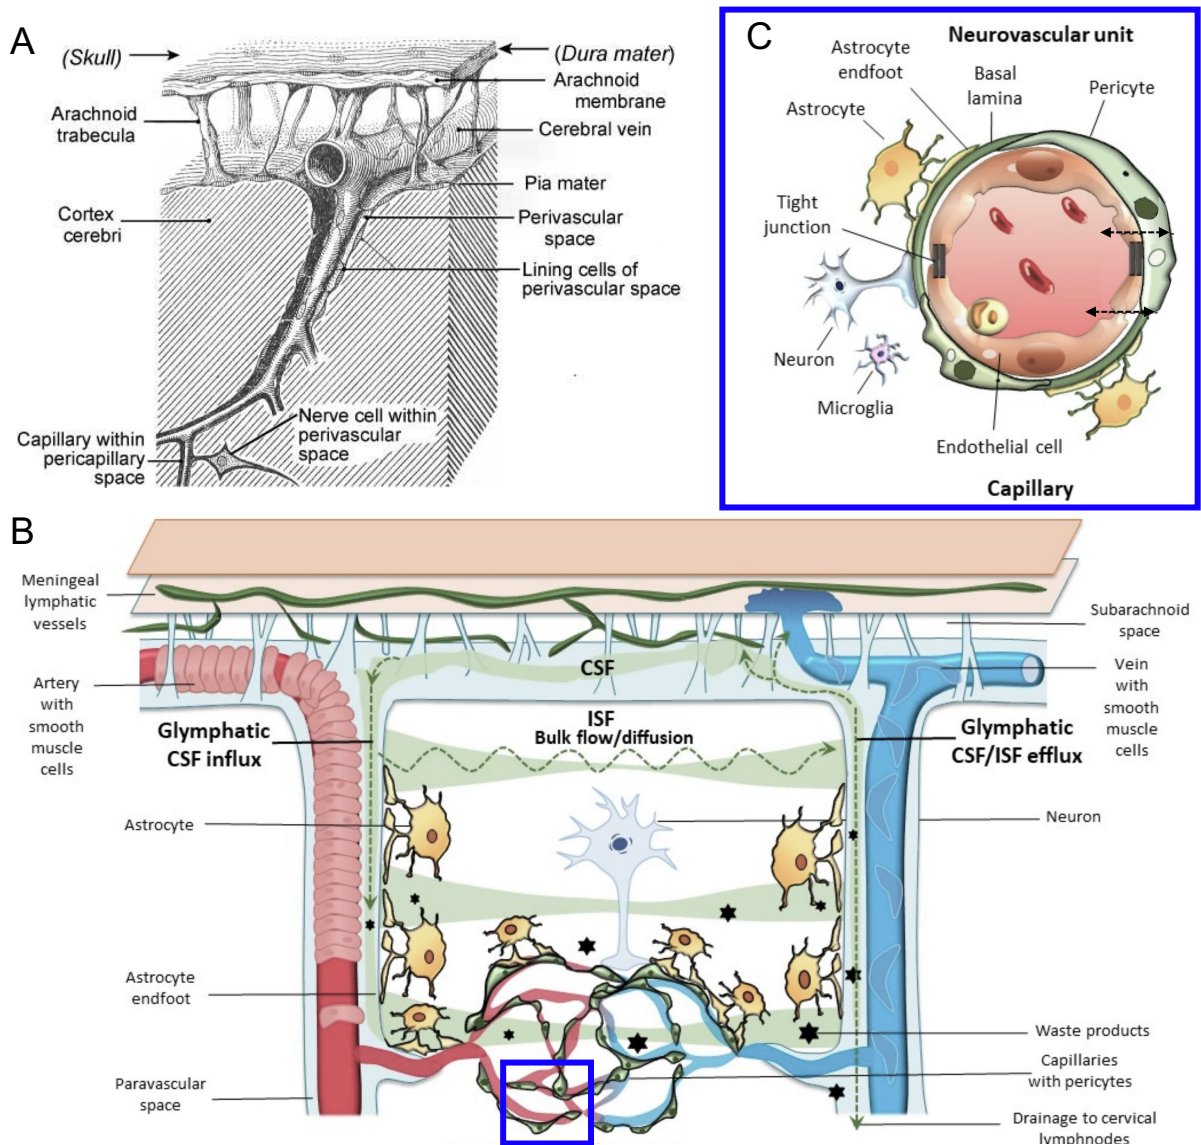 A
(Skull)
(Dura mater)
Arachnoid
membrane
Arachnoid
trabecula
Cerebral vein
Pia mater
Cortex
cerebri
Perivascular
space
Lining cells of
perivascular space
Nerve cell within
perivascular
space
Capillary within
pericapillary
space
C
Neurovascular unit
Astrocyte
endfoot
Basal
lamina
Pericyte
Astrocyte
Tight
junction
Neuron
Microglia
Endothelial cell
Capillary
B
Meningeal
lymphatic
vessels
Subarachnoid
space
CSF
Artery
with
smooth
muscle
cells
Vein
with
smooth
muscle
cells
Glymphatic
CSF influx
ISF
Bulk flow/diffusion
Glymphatic
CSF/ISF efflux
Astrocyte
Neuron
Astrocyte
endfoot
Waste products
Capillaries
with pericytes
Paravascular
space
Drainage to cervical
lymphnodes